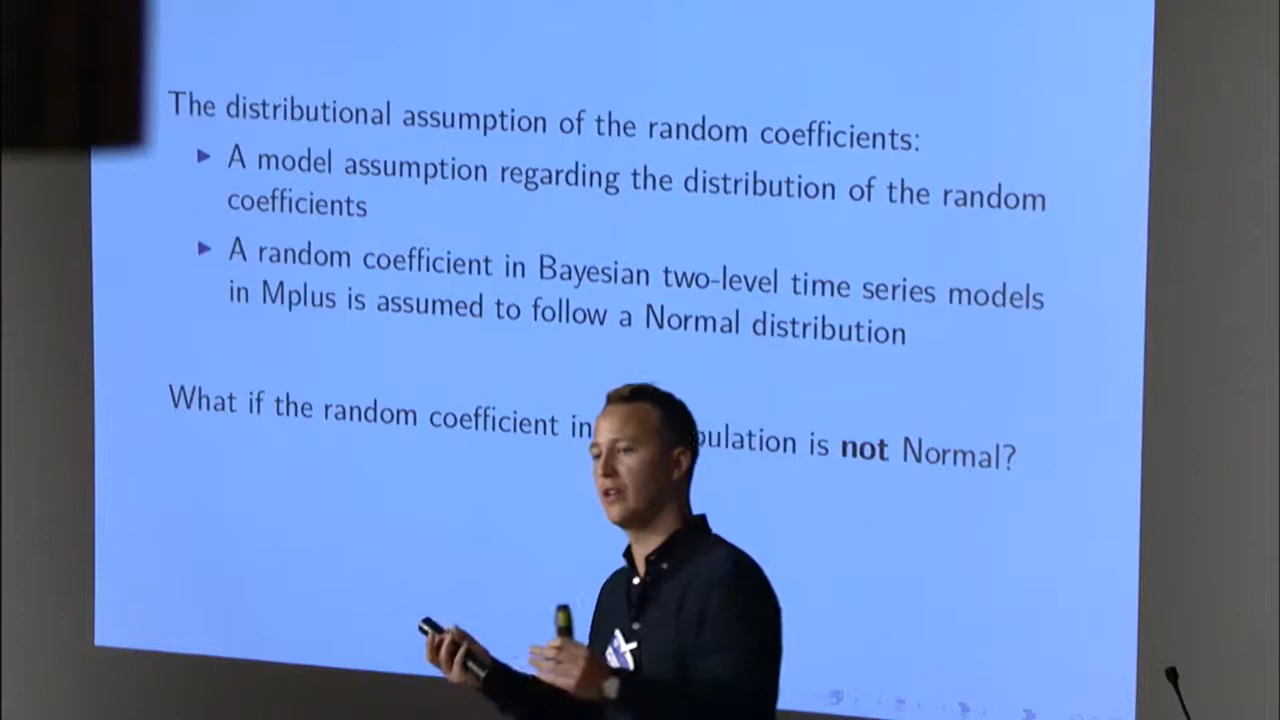 The distributional assumption of the random coefficients:
A model assumption regarding the distribution of the random
coefficients
A random coefficient in Bayesian two-level time series models
in Mplus is assumed to follow a Normal distribution
What if the random coefficient in pulation is not Normal?